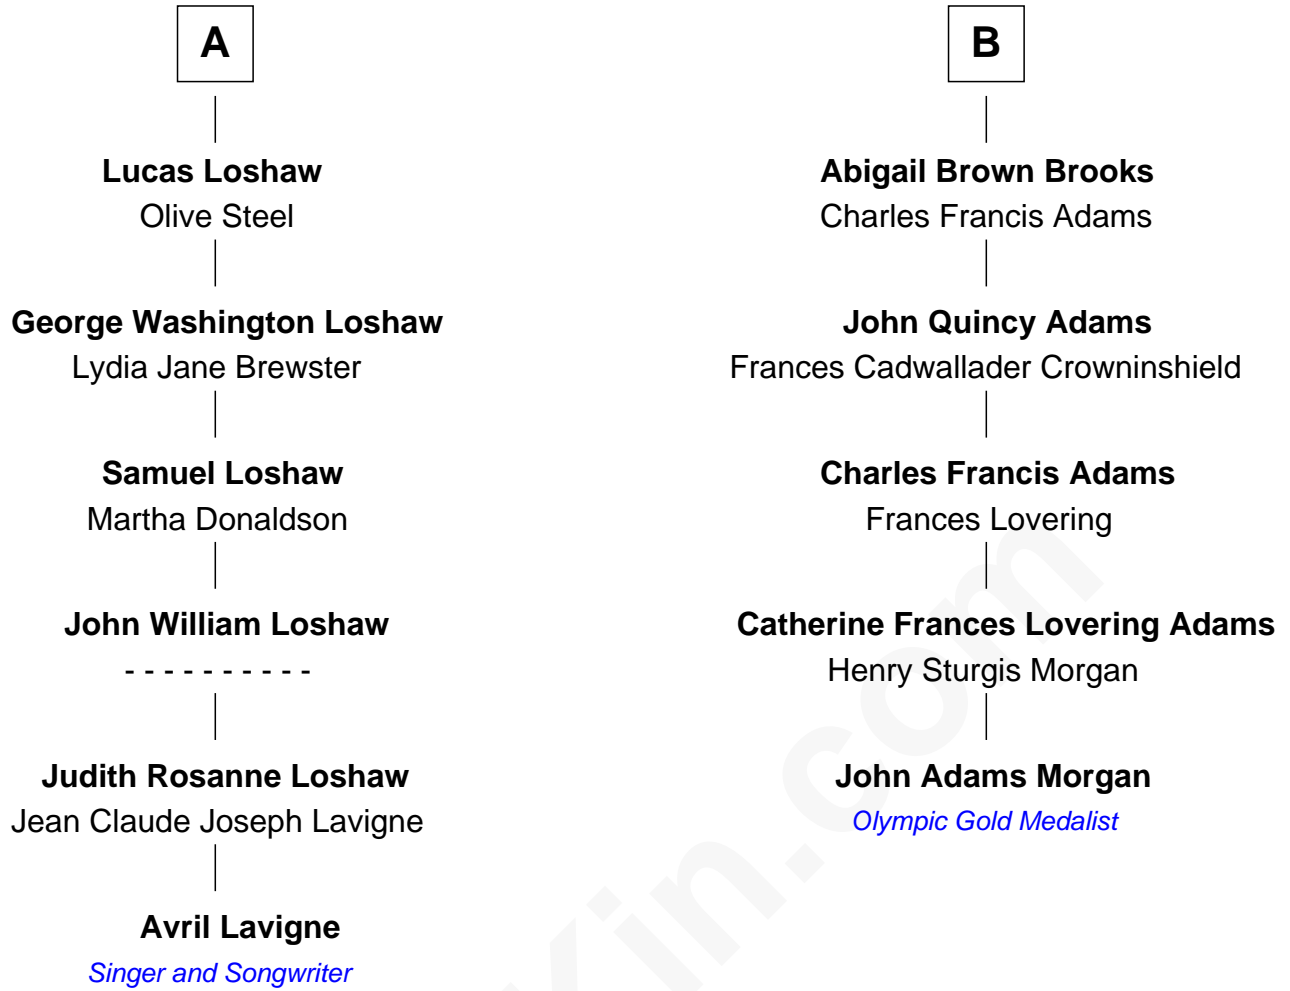 A
Lucas Loshaw
Olive Steel
George Washington Loshaw
Lydia Jane Brewster
Samuel Loshaw
Martha Donaldson
John William Loshaw
- - - - - - - - - -
Judith Rosanne Loshaw
Jean Claude Joseph Lavigne
Avril Lavigne
Singer and Songwriter
B
Abigail Brown Brooks
Charles Francis Adams
John Quincy Adams
Frances Cadwallader Crowninshield
Charles Francis Adams
Frances Lovering
Catherine Frances Lovering Adams
Henry Sturgis Morgan
John Adams Morgan
Olympic Gold Medalist